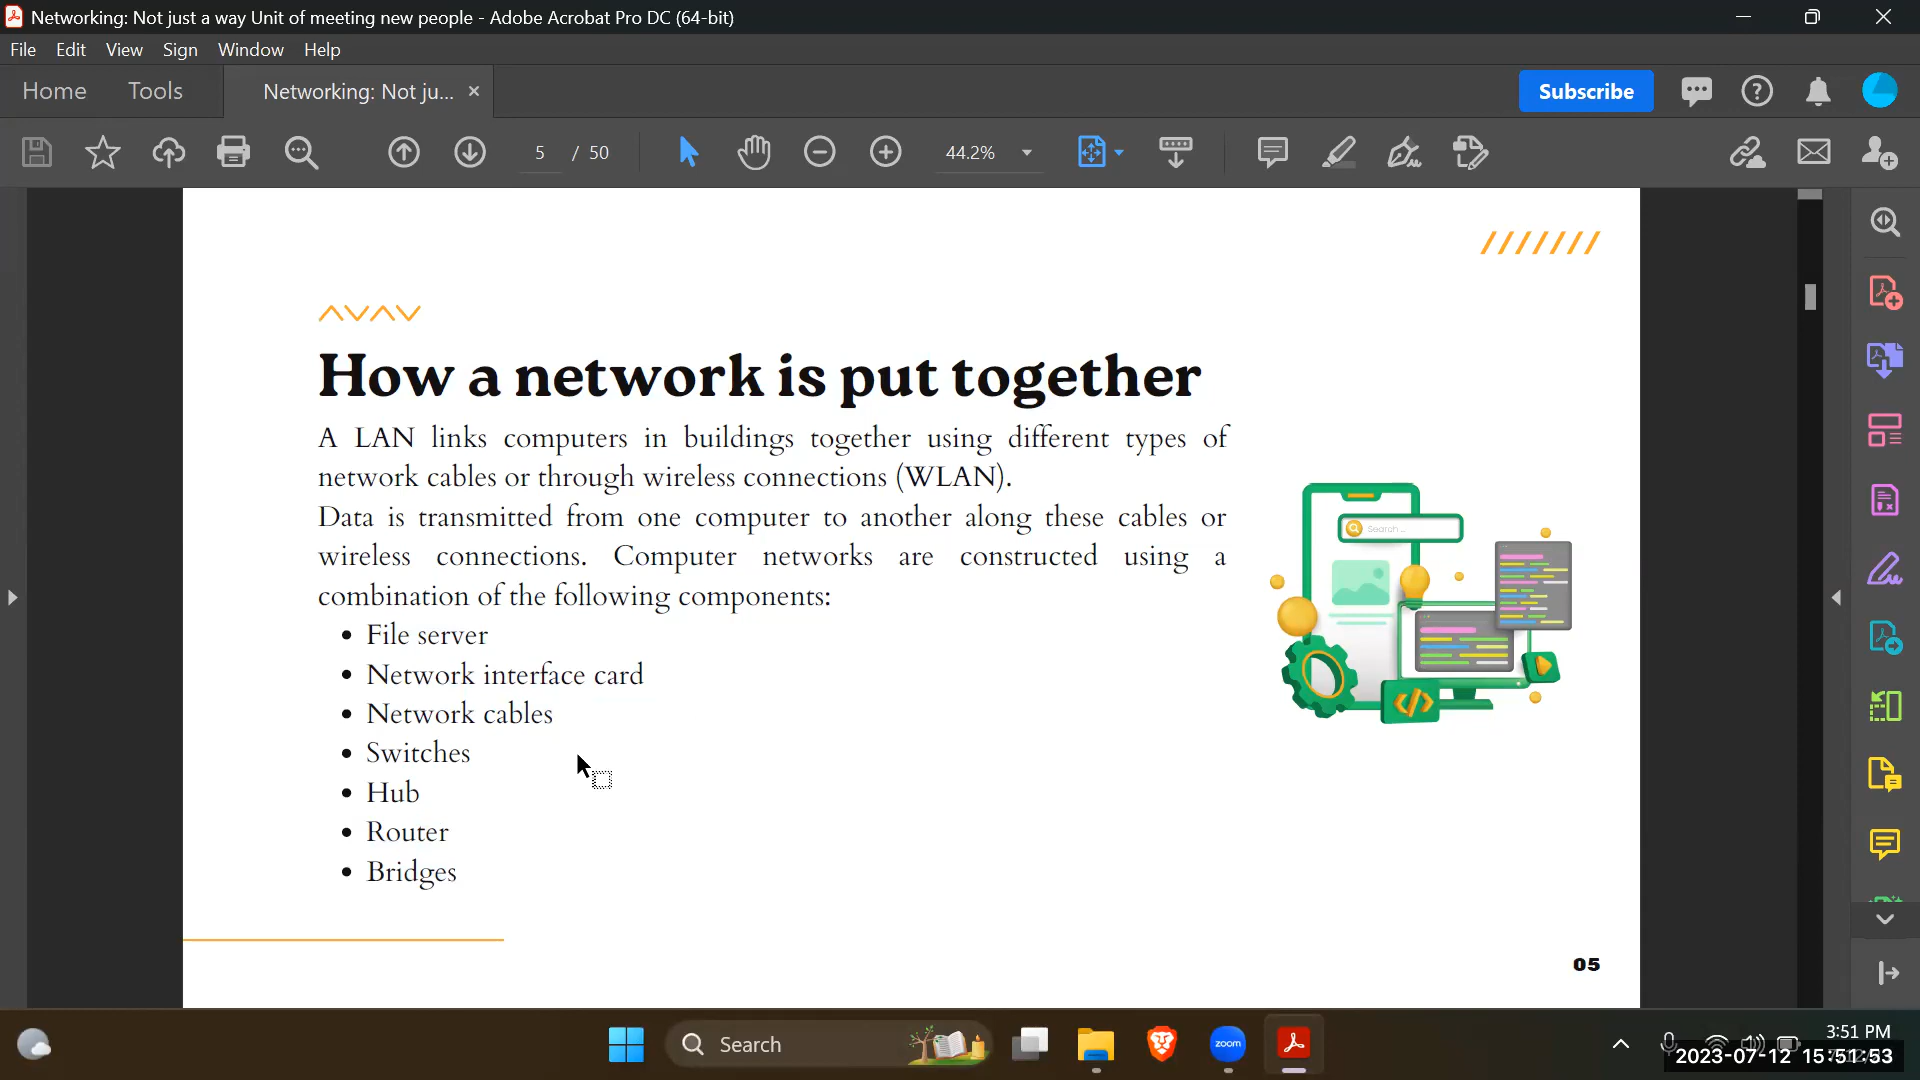 Networking: Not just a way Unit of meeting new people - Adobe Acrobat Pro DC (64-bit)
File Edit View Sign Window Help
Home Tools Networking: Not ju... × Subscribe
5 / 50 44.2%
How a network is put together
A LAN links computers in buildings together using different types of
network cables or through wireless connections (WLAN).
Data is transmitted from one computer to another along these cables or
wireless connections. Computer networks are constructed using a
combination of the following components:
• File server
• Network interface card
• Network cables
• Switches
• Hub
• Router
• Bridges
Search ...
</>
05
Search
zoom
3:51 PM
2023-07-12 15:51:53